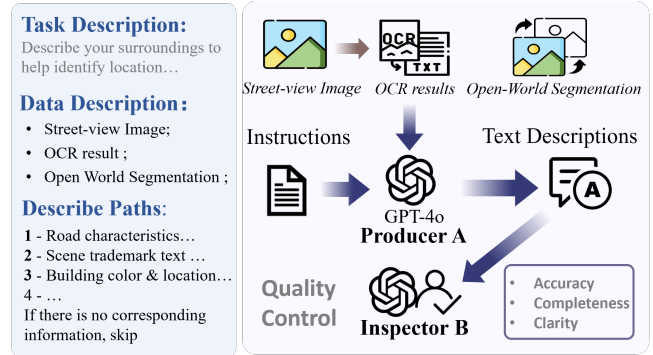 Task Description:
Describe your surroundings to
help identify location…
Data Description：
• Street-view Image;
• OCR result ;
• Open World Segmentation ;
Describe Paths:
1 - Road characteristics…
2 - Scene trademark text …
3 - Building color & location…
4 - …
If there is no corresponding
information, skip
OCR
TXT
Street-view Image OCR results Open-World Segmentation
Instructions
Text Descriptions
A
GPT-4o
Producer A
Quality
Control
Inspector B
• Accuracy
• Completeness
• Clarity